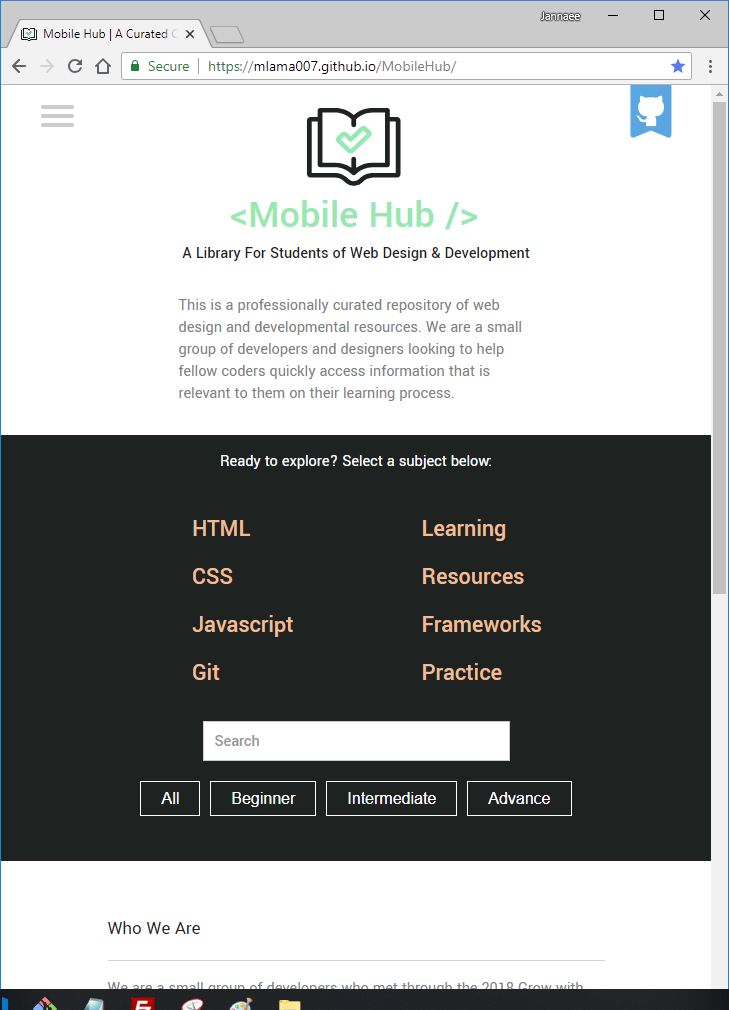 Jannaee
Mobile Hub | A Curated C
Secure
https://mlama007.github.io/MobileHub/
<Mobile Hub />
A Library For Students of Web Design & Development
This is a professionally curated repository of web
design and developmental resources. We are a small
group of developers and designers looking to help
fellow coders quickly access information that is
relevant to them on their learning process.
Ready to explore? Select a subject below:
HTML
Learning
CSS
Resources
Javascript
Frameworks
Git
Practice
Search
All
Beginner
Intermediate
Advance
Who We Are
We are a small group of developers who met through the 2018 Grow with